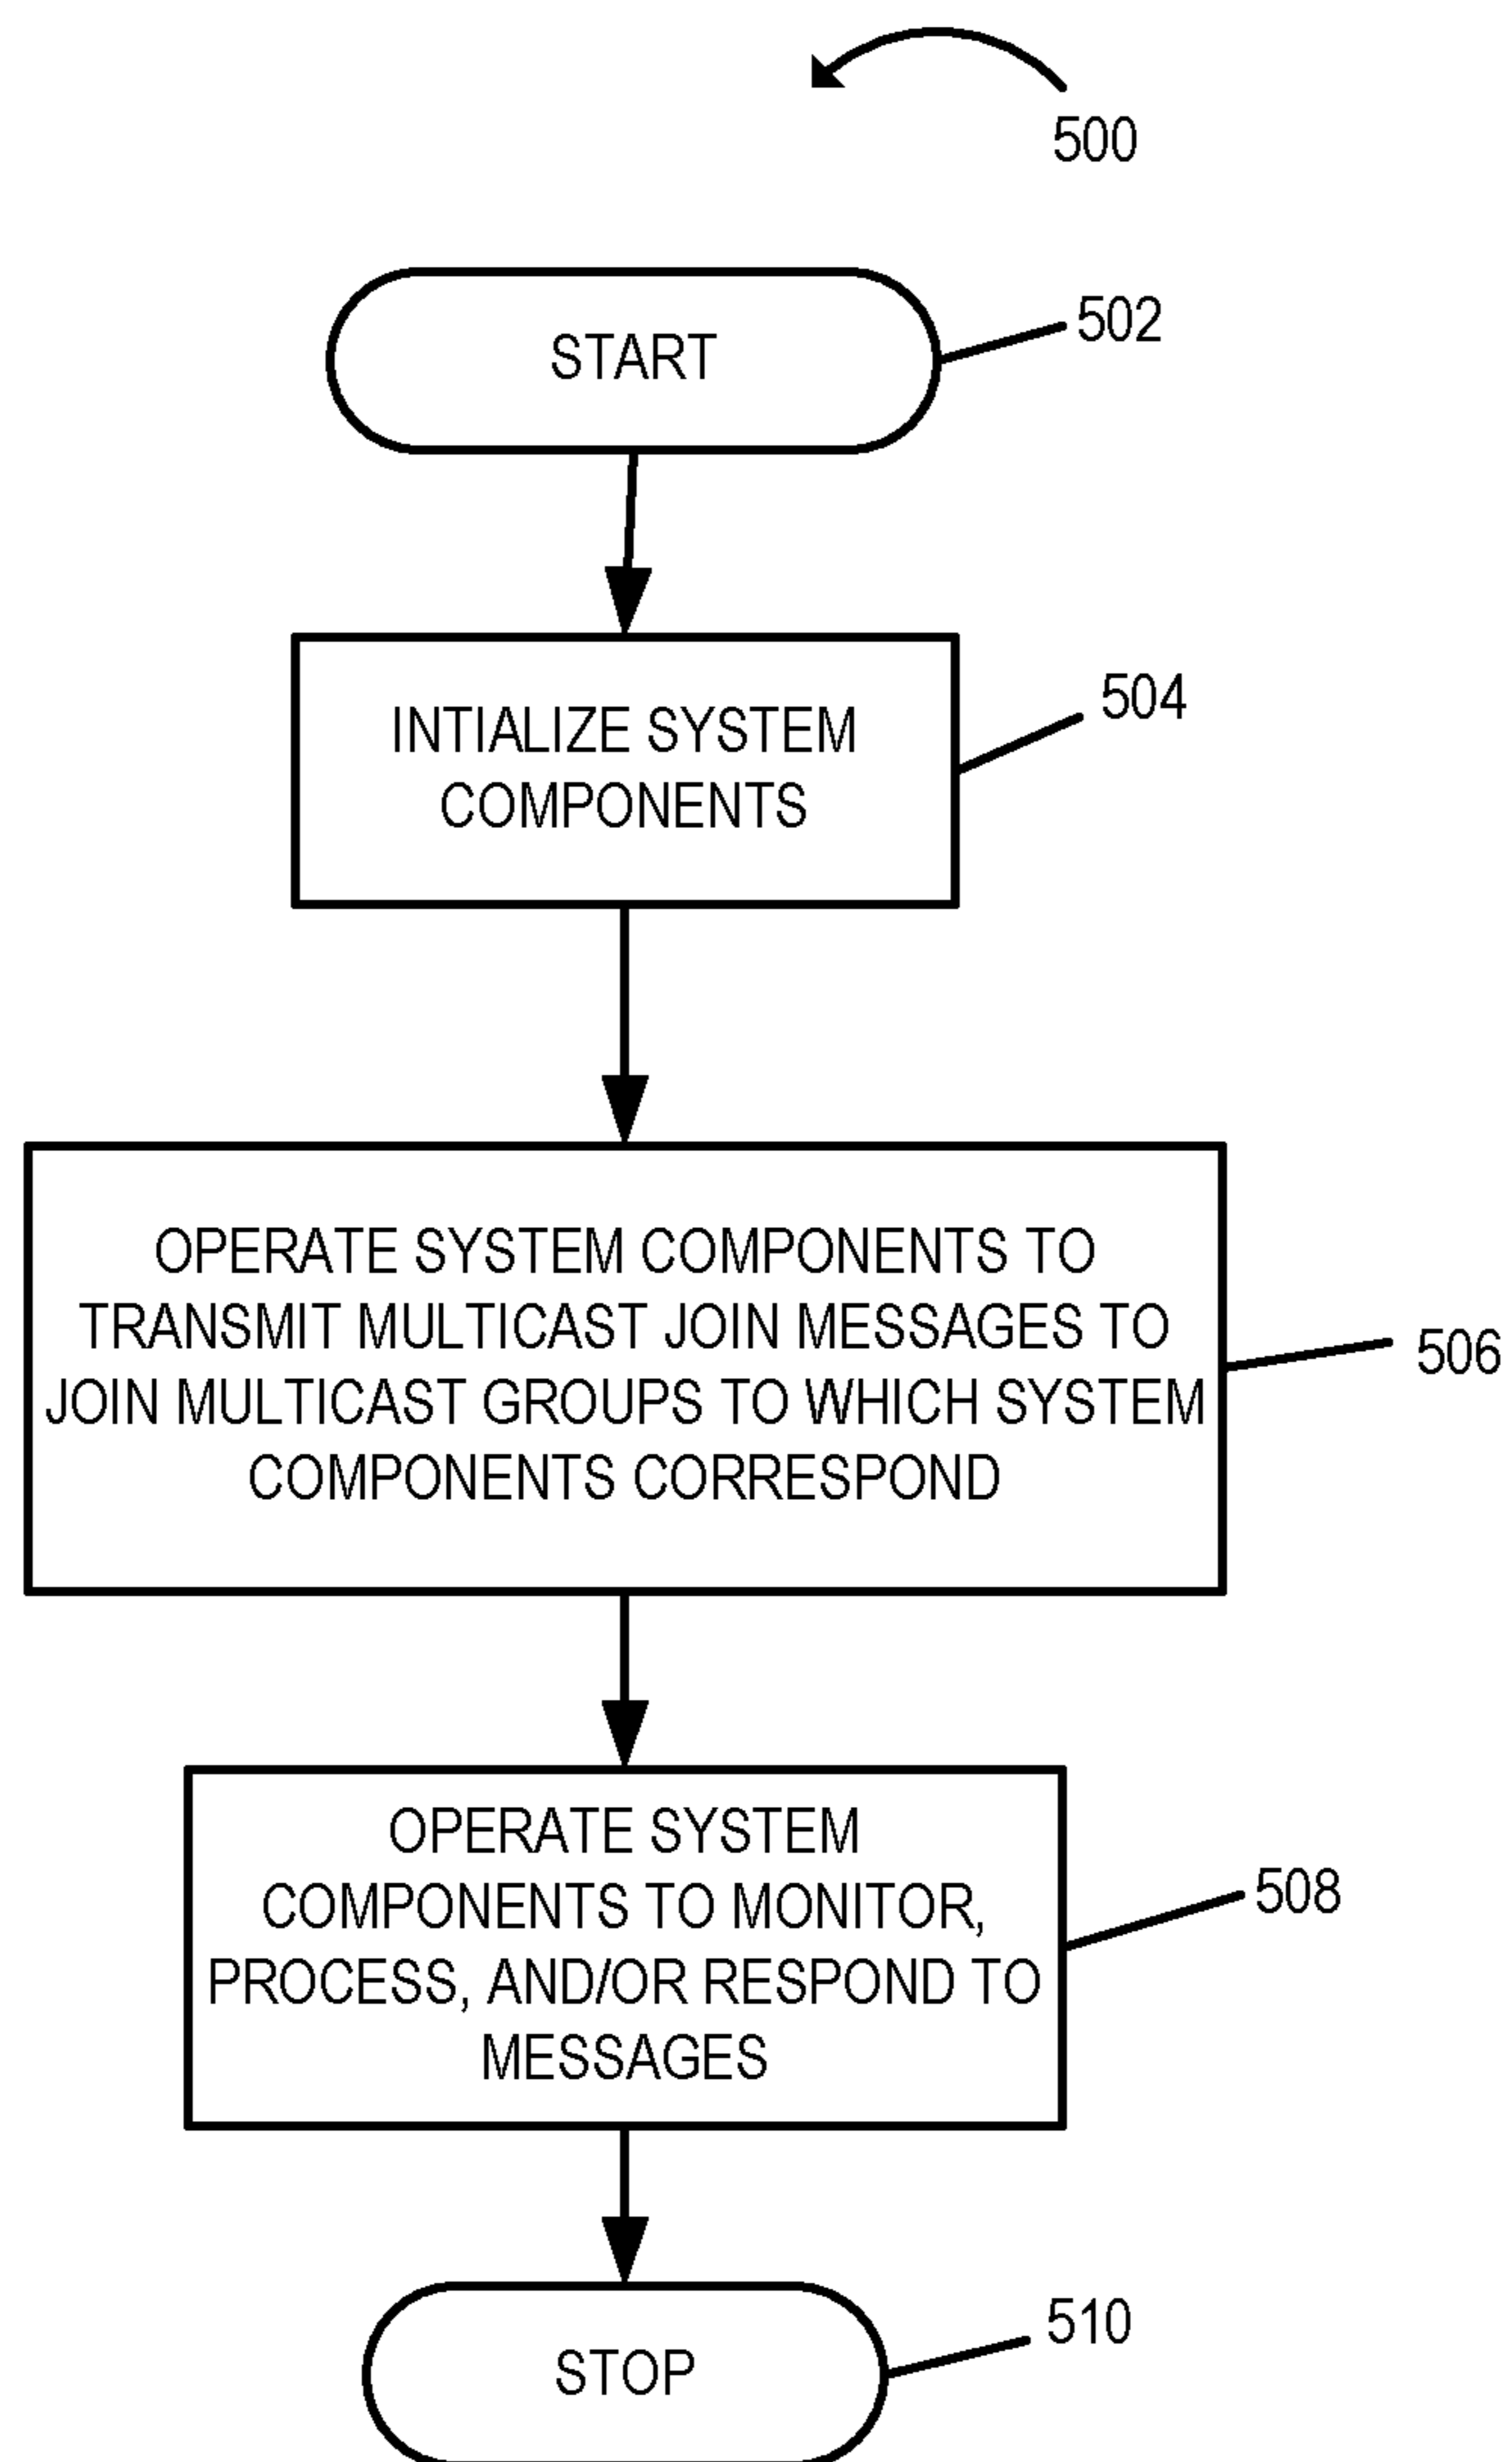 500
START
502
INTIALIZE SYSTEM
COMPONENTS
504
OPERATE SYSTEM COMPONENTS TO
TRANSMIT MULTICAST JOIN MESSAGES TO
JOIN MULTICAST GROUPS TO WHICH SYSTEM
COMPONENTS CORRESPOND
506
OPERATE SYSTEM
COMPONENTS TO MONITOR,
PROCESS, AND/OR RESPOND TO
MESSAGES
508
STOP
510